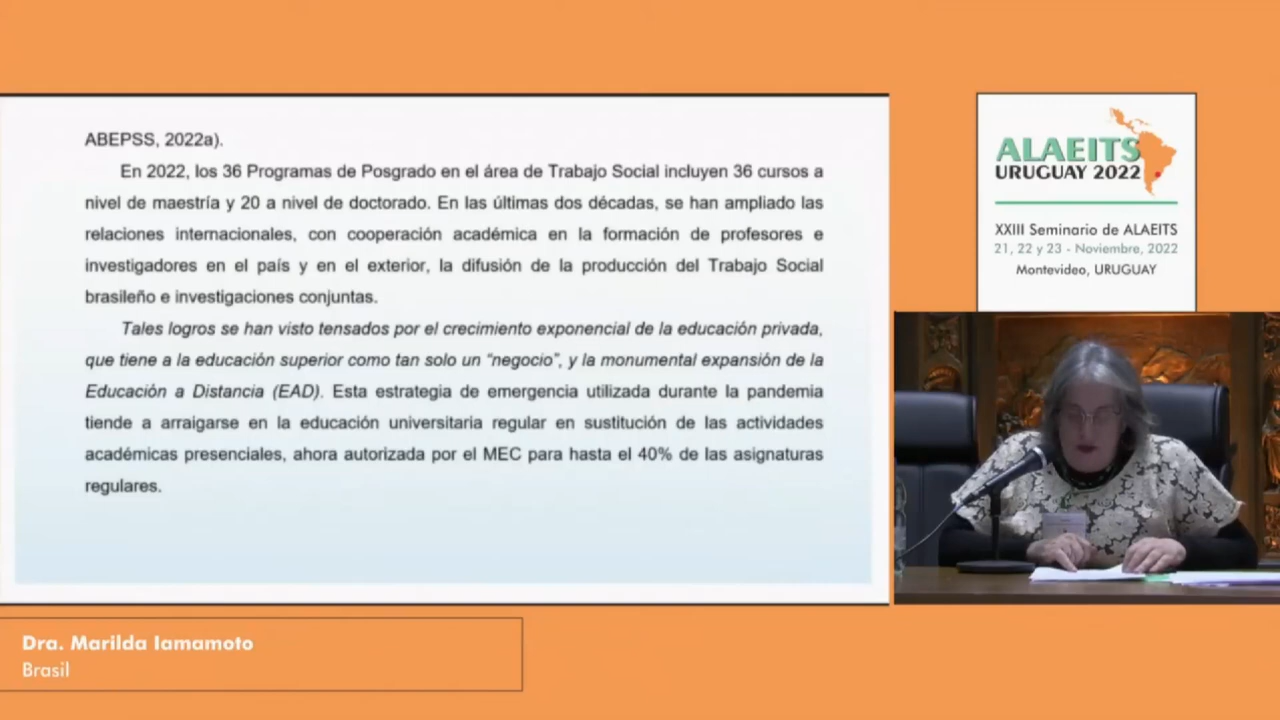 ABEPSS, 2022a).
En 2022, los 36 Programas de Posgrado en el área de Trabajo Social incluyen 36 cursos a
nivel de maestría y 20 a nivel de doctorado. En las últimas dos décadas, se han ampliado las
relaciones internacionales, con cooperación académica en la formación de profesores e
investigadores en el país y en el exterior, la difusión de la producción del Trabajo Social
brasileño e investigaciones conjuntas.
Tales logros se han visto tensados por el crecimiento exponencial de la educación privada,
que tiene a la educación superior como tan solo un “negocio”, y la monumental expansión de la
Educación a Distancia (EAD). Esta estrategia de emergencia utilizada durante la pandemia
tiende a arraigarse en la educación universitaria regular en sustitución de las actividades
académicas presenciales, ahora autorizada por el MEC para hasta el 40% de las asignaturas
regulares.
ALAEITS
URUGUAY 2022
XXIII Seminario de ALAEITS
21, 22 y 23 - Noviembre, 2022
Montevideo, URUGUAY
Dra. Marilda Iamamoto
Brasil